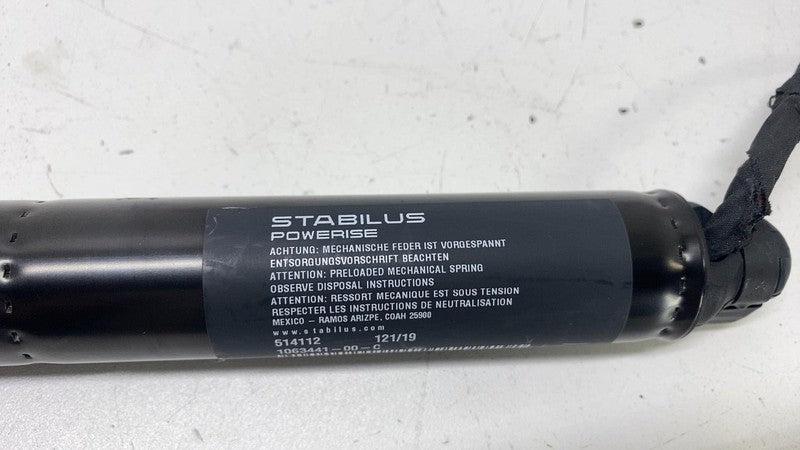 STABILUS
POWERISE
ACHTUNG: MECHANISCHE FEDER IST VORGESPANNT
ENTSORGUNGSVORSCHRIFT BEACHTEN
ATTENTION: PRELOADED MECHANICAL SPRING
OBSERVE DISPOSAL INSTRUCTIONS
ATTENTION: RESSORT MECANIQUE EST SOUS TENSION
RESPECTER LES INSTRUCTIONS DE NEUTRALISATION
MEXICO – RAMOS ARIZPE, COAH 25900
www.stabilus.com
514112 121/19
1063441-00-C